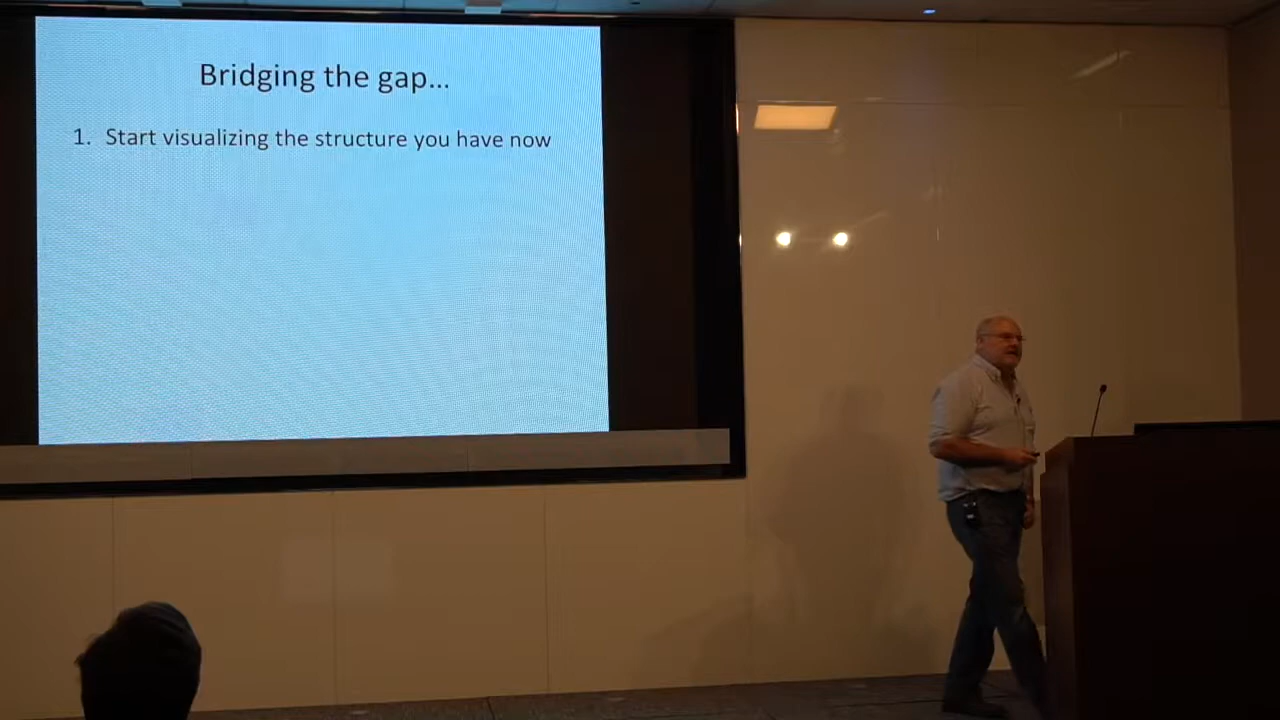 Bridging the gap...
1. Start visualizing the structure you have now